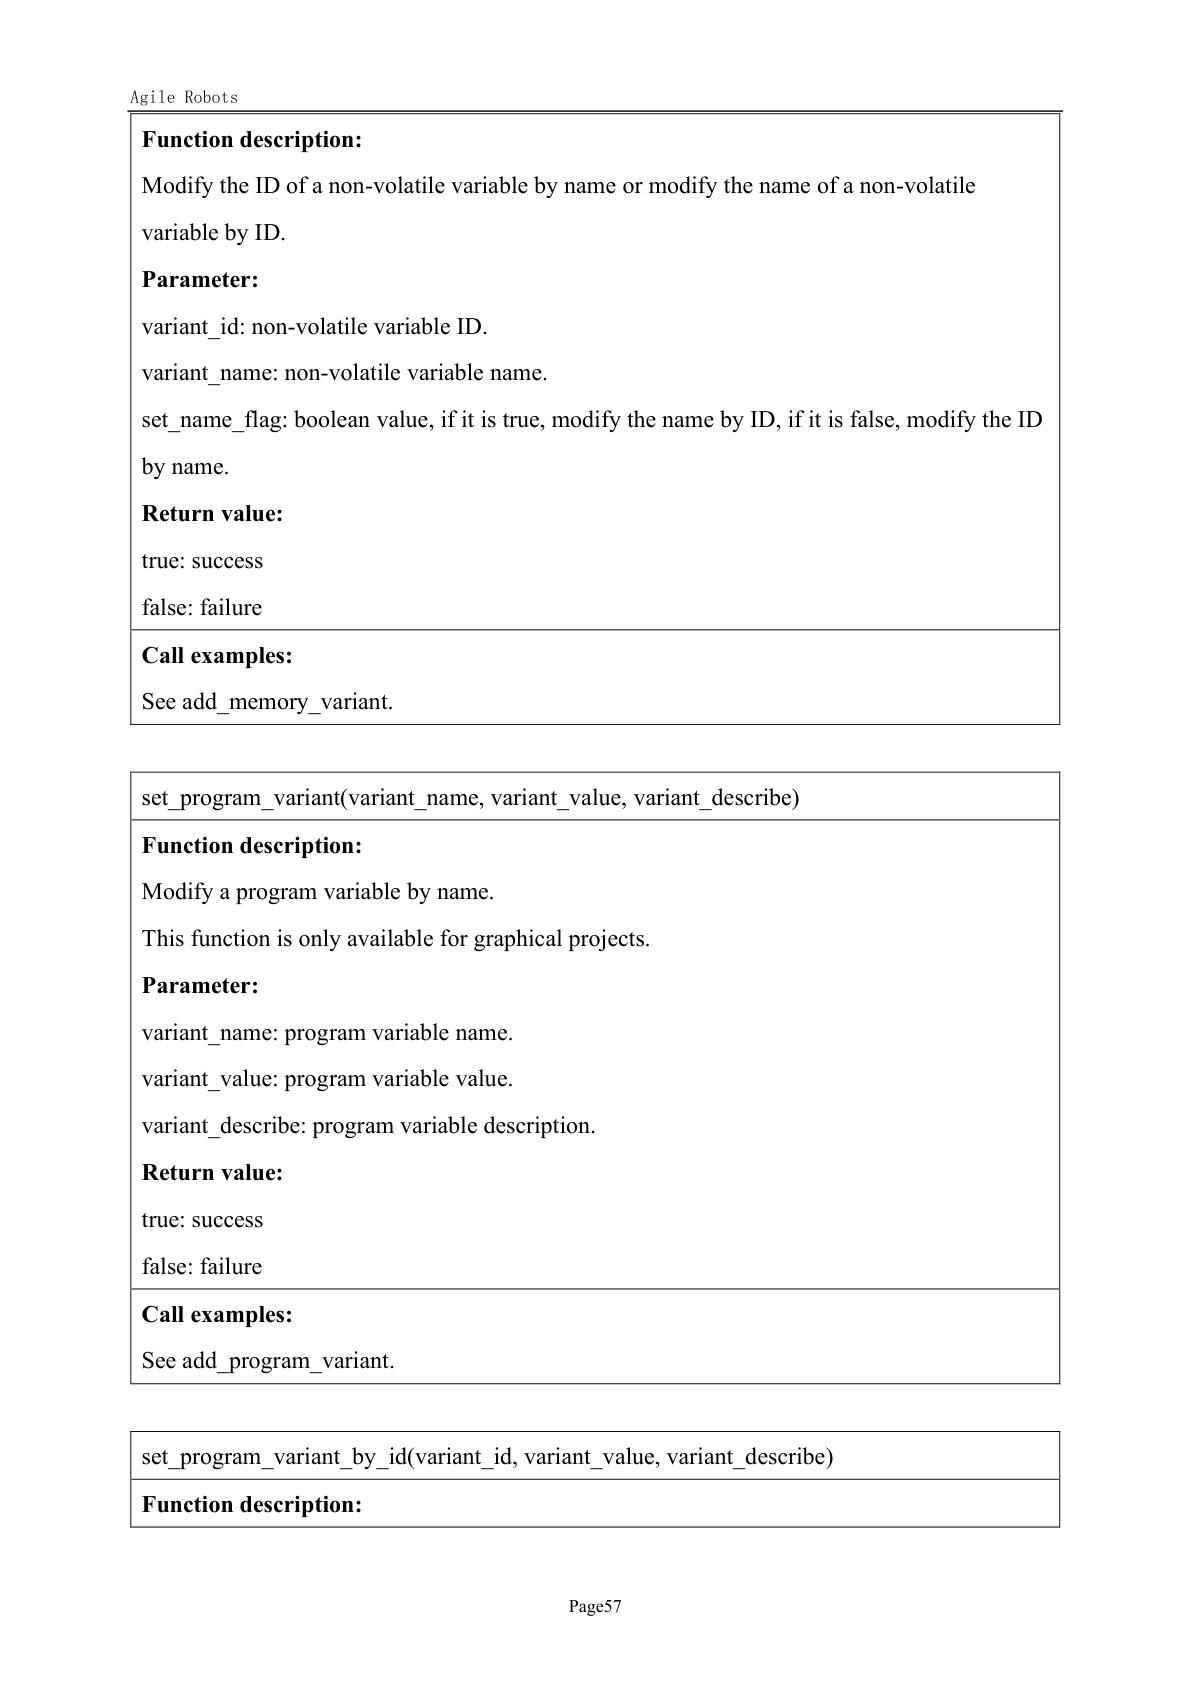 Agile Robots
Function description:
Modify the ID of a non-volatile variable by name or modify the name of a non-volatile
variable by ID.
Parameter:
variant_id: non-volatile variable ID.
variant_name: non-volatile variable name.
set_name_flag: boolean value, if it is true, modify the name by ID, if it is false, modify the ID
by name.
Return value:
true: success
false: failure
Call examples:
See add_memory_variant.
set_program_variant(variant_name, variant_value, variant_describe)
Function description:
Modify a program variable by name.
This function is only available for graphical projects.
Parameter:
variant_name: program variable name.
variant_value: program variable value.
variant_describe: program variable description.
Return value:
true: success
false: failure
Call examples:
See add_program_variant.
set_program_variant_by_id(variant_id, variant_value, variant_describe)
Function description:
Page57